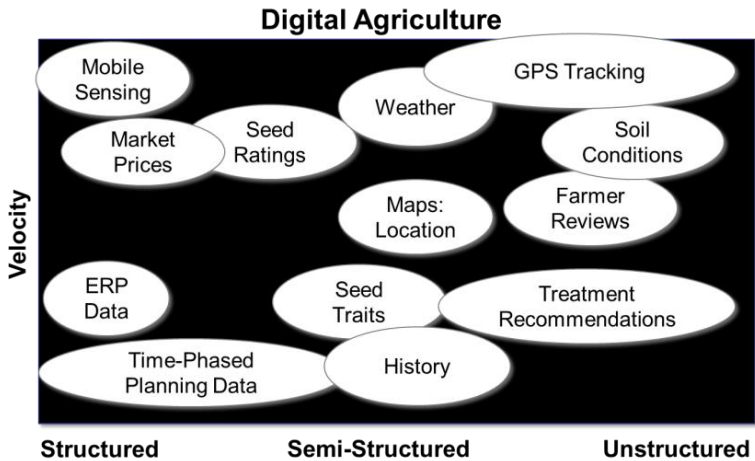 Digital Agriculture
Mobile
Sensing
GPS Tracking
Weather
Market
Prices
Seed
Ratings
Soil
Conditions
Maps:
Location
Farmer
Reviews
Velocity
ERP
Data
Seed
Traits
Treatment
Recommendations
Time-Phased
Planning Data
History
Structured
Semi-Structured
Unstructured